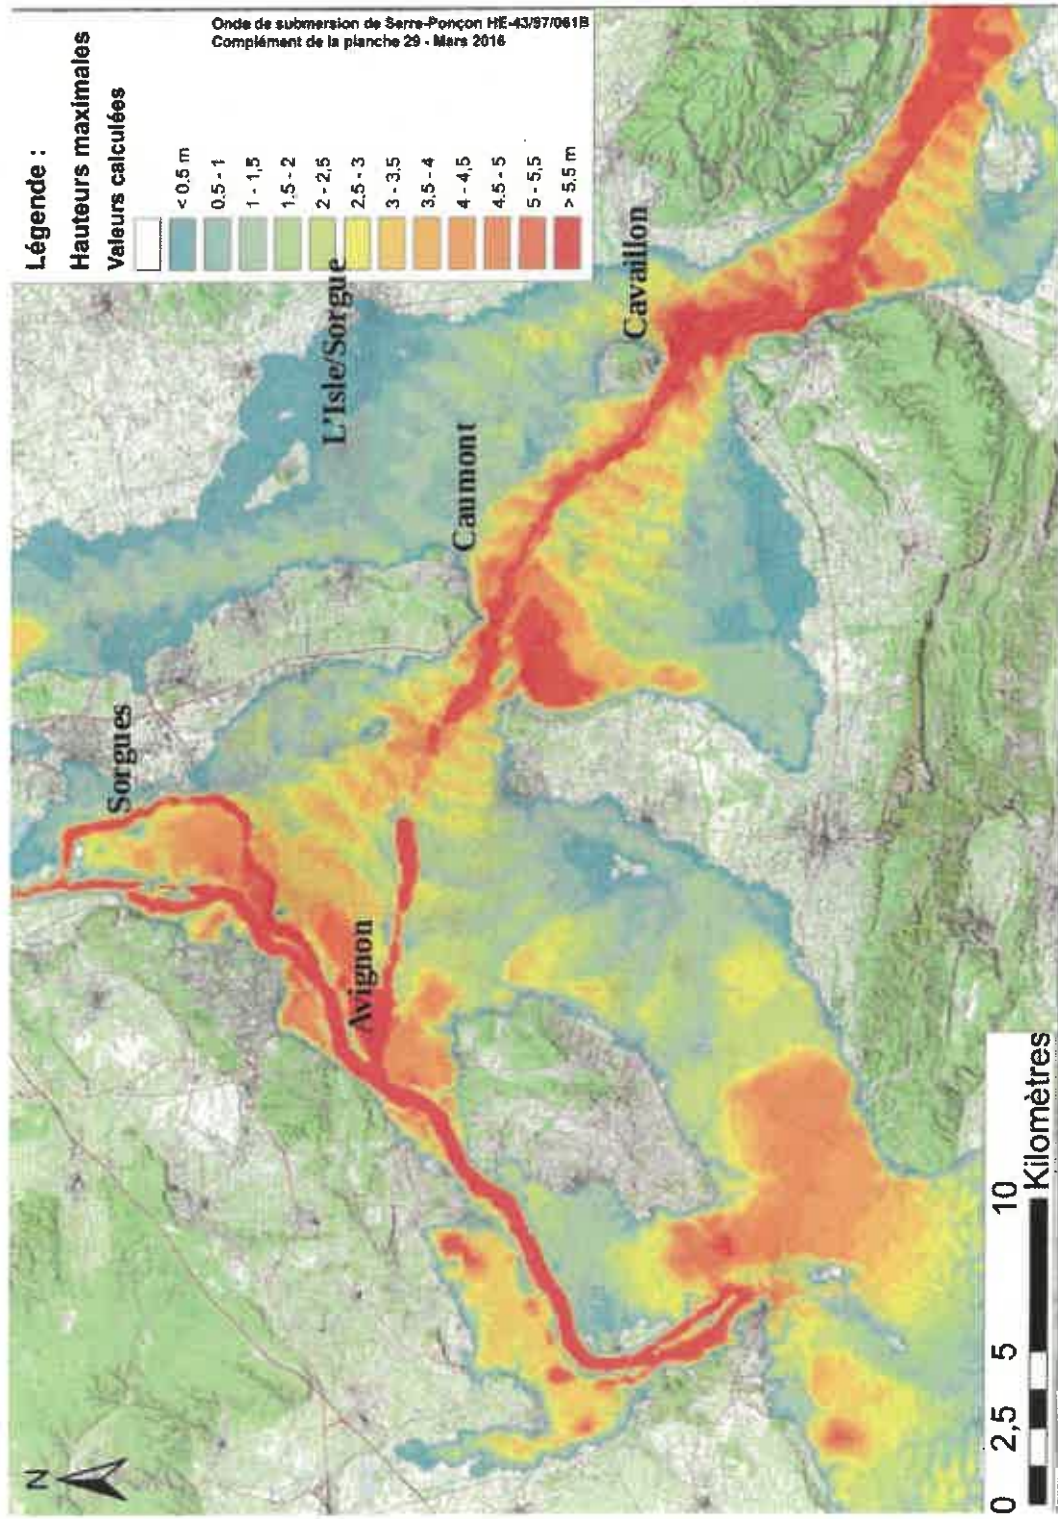 Onde de submersion de Serre-Ponçon HE-43/97/061B
Complément de la planche 29 - Mars 2016
Légende :
Hauteurs maximales
Valeurs calculées
< 0.5 m
0.5 - 1
1 - 1,5
1.5 - 2
2 - 2,5
2.5 - 3
3 - 3,5
3.5 - 4
4 - 4,5
4.5 - 5
5 - 5,5
> 5.5 m
N
Sorgues
L'Isle/Sorgue
Caumont
Cavaillon
Avignon
0 2,5 5 10
Kilomètres